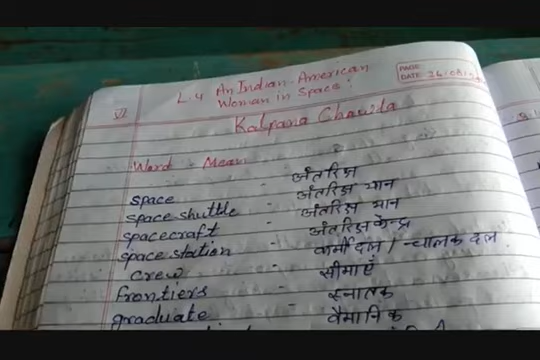 PAGE
DATE 26/08/
VI
L.4 An Indian-American
Woman in Space:
Kalpana Chawla
Word - Mean
space - अंतरिक्ष
space shuttle - अंतरिक्ष यान
spacecraft - अंतरिक्ष यान
space station - अंतरिक्ष केन्द्र
crew - कर्मीदल / चालक दल
frontiers - सीमाएँ
graduate - स्नातक
वैमानिक